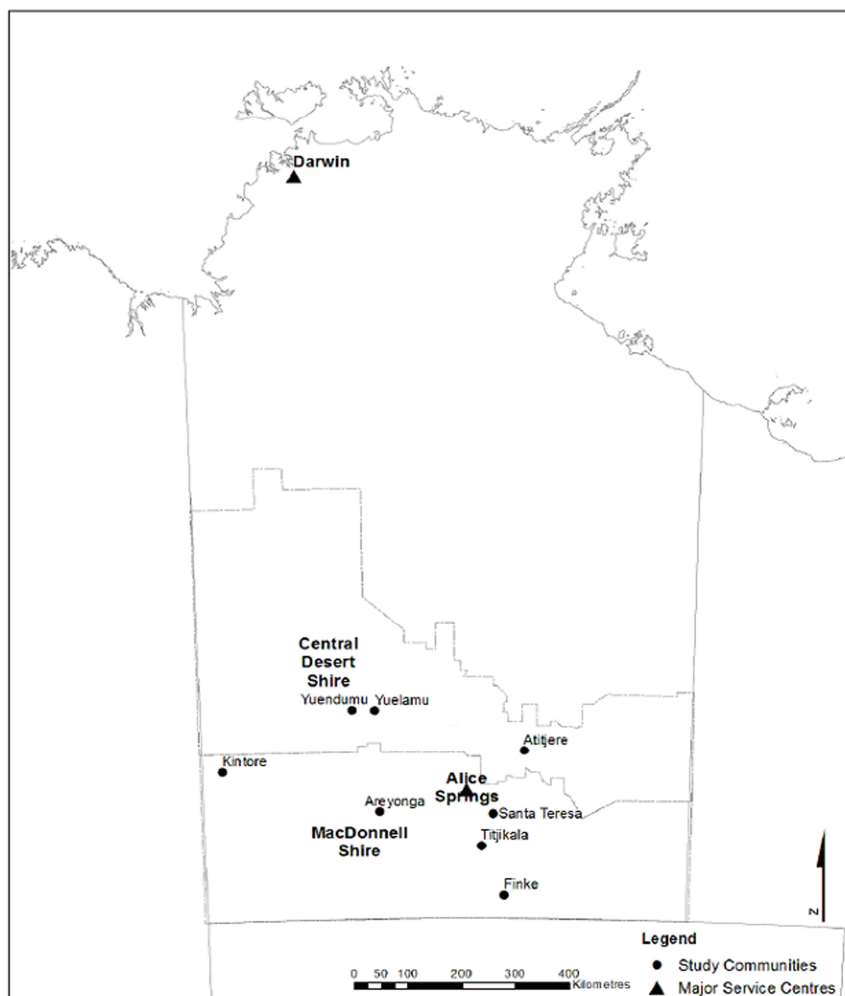 Darwin
Central
Desert
Shire
Yuendumu
Yuelamu
Atitjere
Kintore
Alice
Springs
Areyonga
Santa Teresa
MacDonnell
Shire
Titjikala
Finke
N
Legend
Study Communities
Major Service Centres
0 50 100 200 300 400
Kilometres